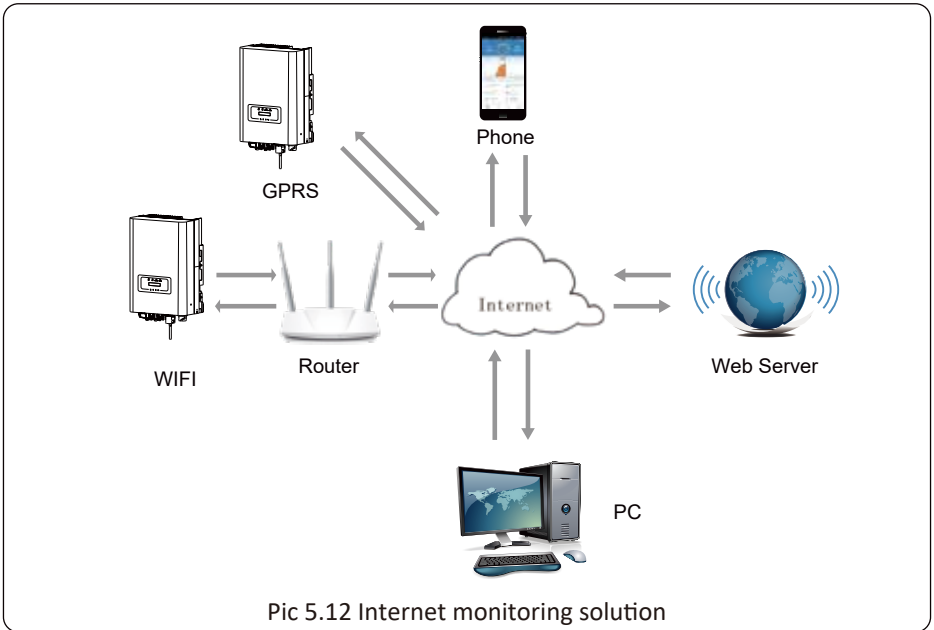 Phone
GPRS
Internet
WIFI
Router
Web Server
PC
Pic 5.12 Internet monitoring solution